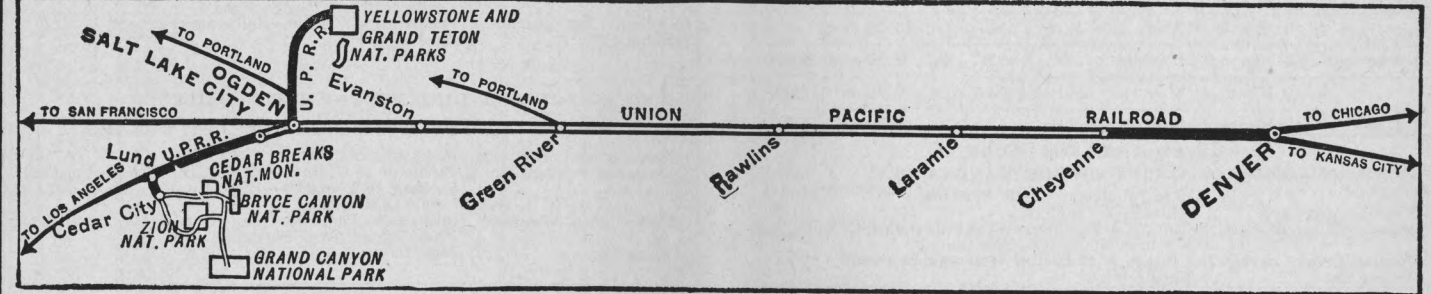 YELLOWSTONE AND
GRAND TETON
NAT. PARKS
U. P. R. R.
TO PORTLAND
SALT LAKE CITY
OGDEN
Evanston
TO PORTLAND
TO SAN FRANCISCO
UNION PACIFIC RAILROAD
TO CHICAGO
TO KANSAS CITY
Lund U.P.R.R.
CEDAR BREAKS
NAT. MON.
Green River
Rawlins
Laramie
Cheyenne
DENVER
TO LOS ANGELES
Cedar City
BRYCE CANYON
NAT. PARK
ZION
NAT. PARK
GRAND CANYON
NATIONAL PARK